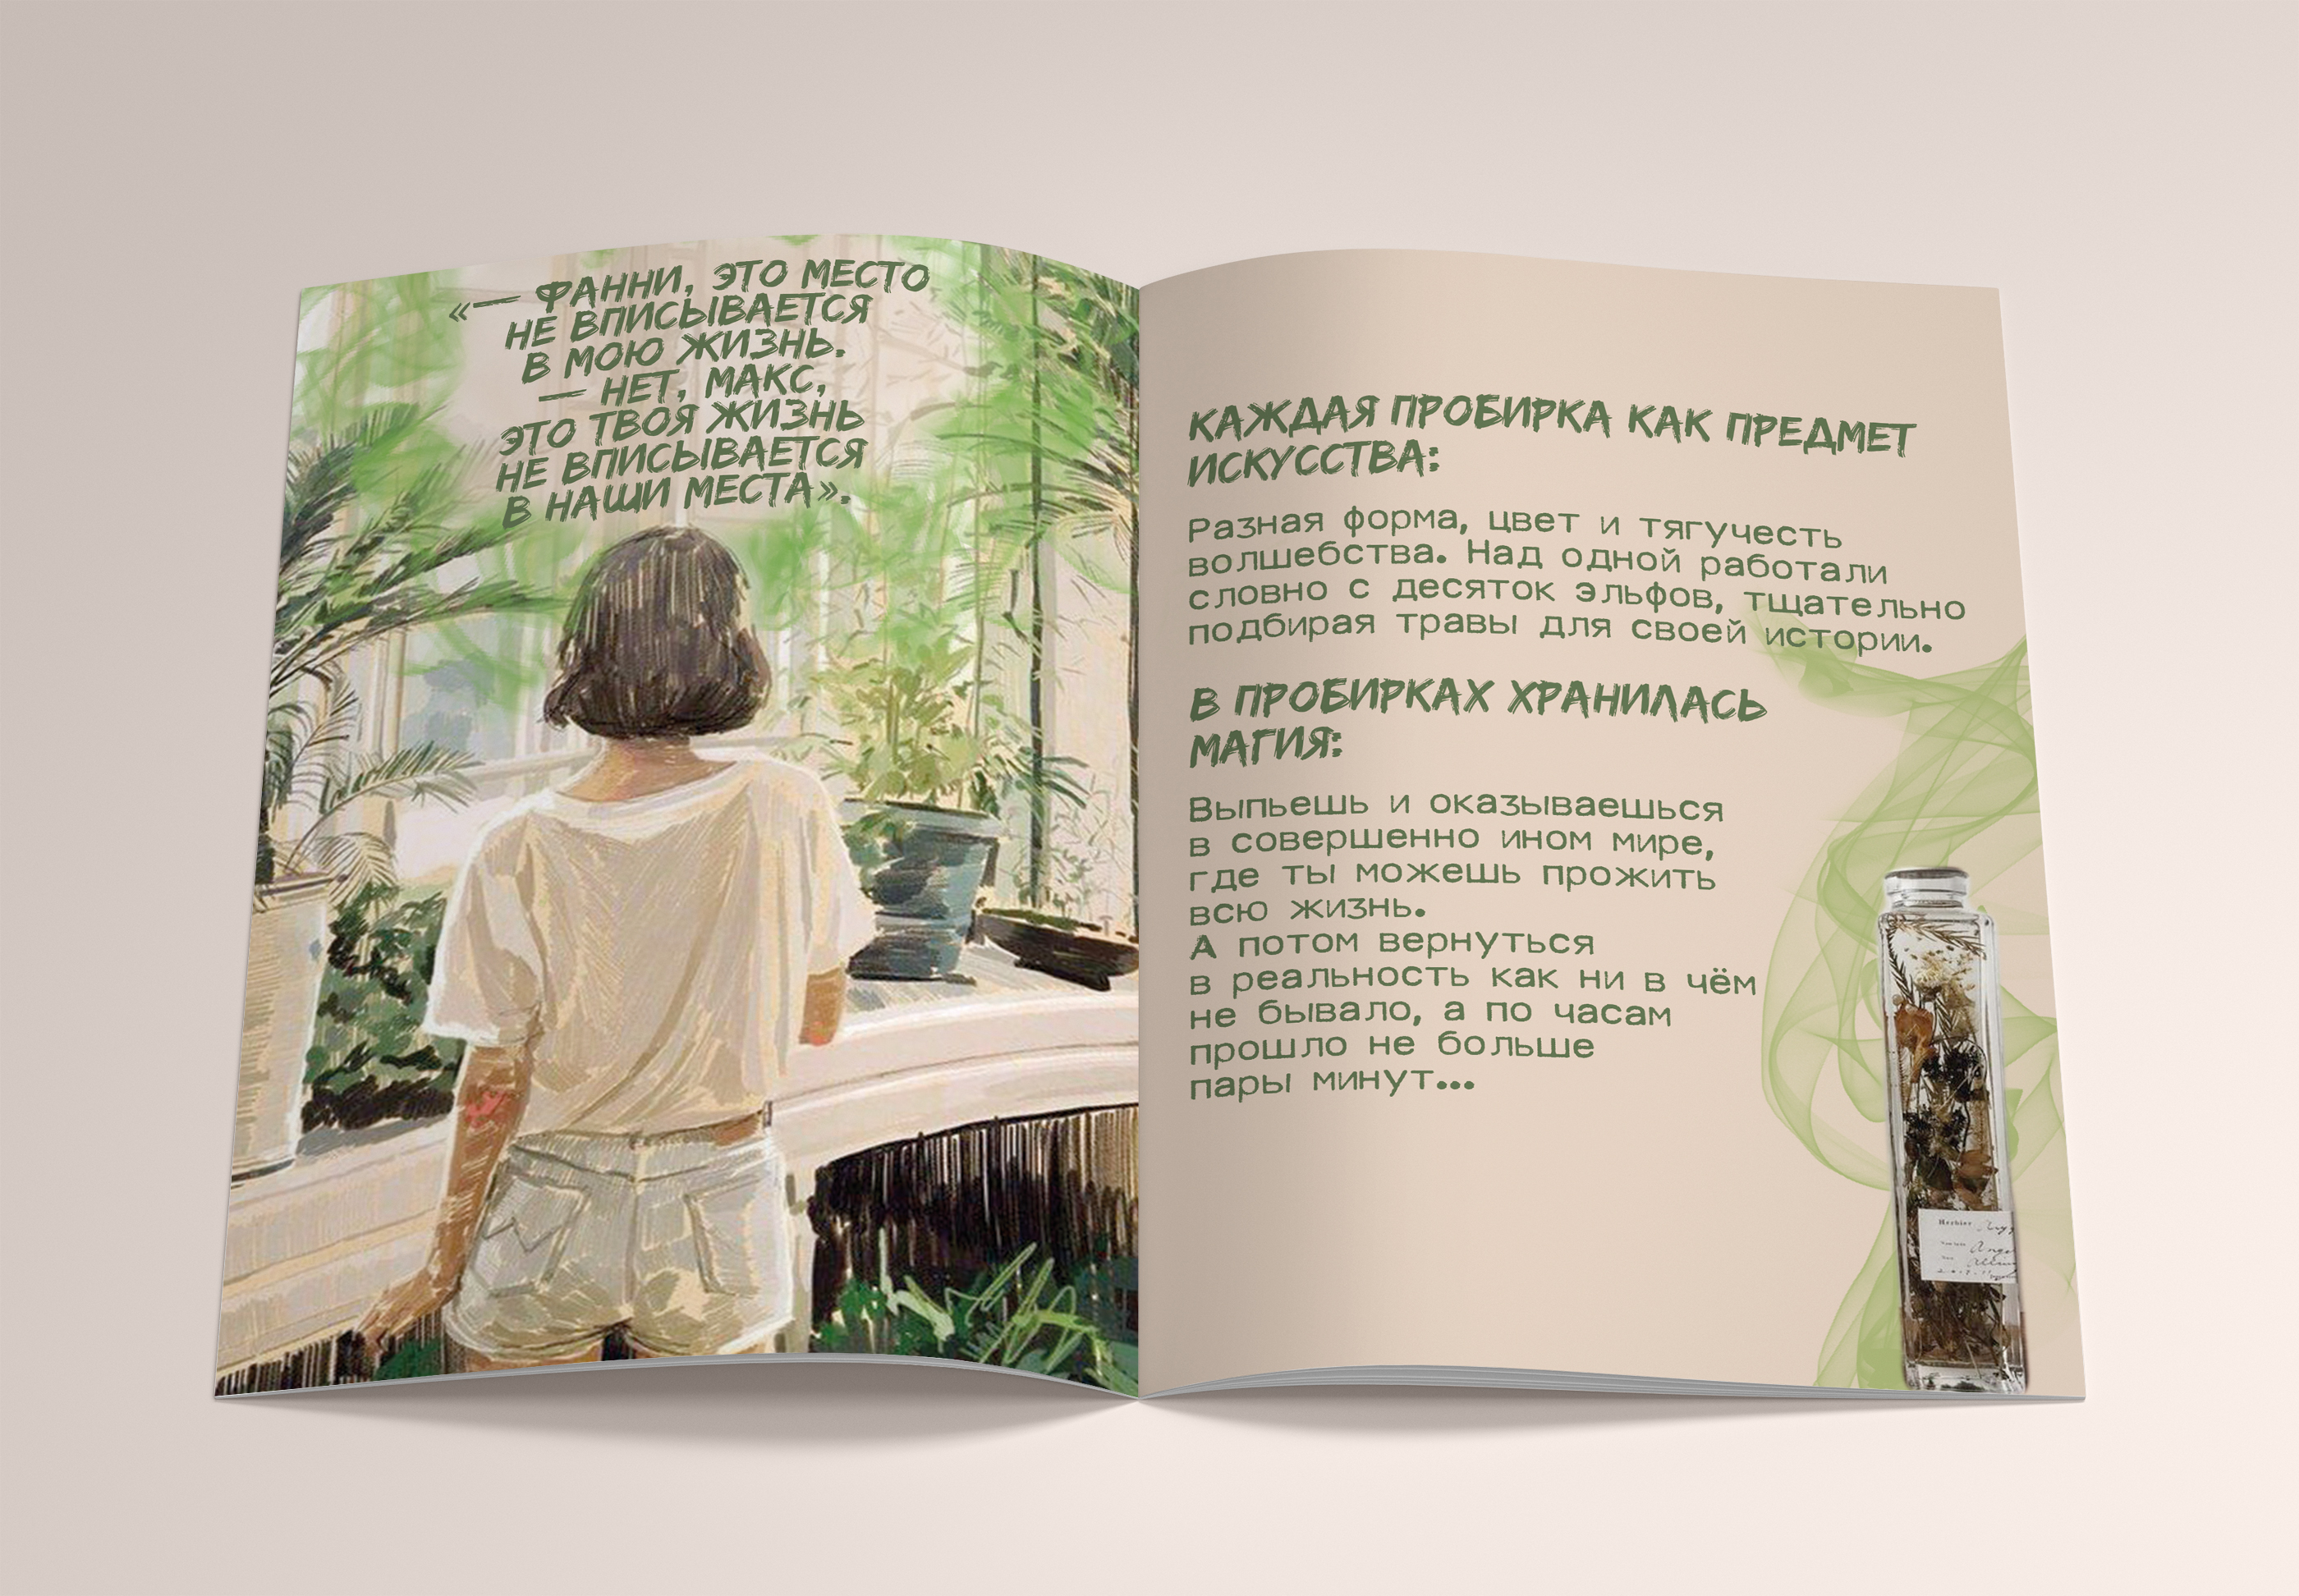 «— ФАННИ, ЭТО МЕСТО
НЕ ВПИСЫВАЕТСЯ
В МОЮ ЖИЗНЬ.
— НЕТ, МАКС,
ЭТО ТВОЯ ЖИЗНЬ
НЕ ВПИСЫВАЕТСЯ
В НАШИ МЕСТА».
КАЖДАЯ ПРОБИРКА КАК ПРЕДМЕТ
ИСКУССТВА:
Разная форма, цвет и тягучесть
волшебства. Над одной работали
словно с десяток эльфов, тщательно
подбирая травы для своей истории.
В ПРОБИРКАХ ХРАНИЛАСЬ
МАГИЯ:
Выпьешь и оказываешься
в совершенно ином мире,
где ты можешь прожить
всю жизнь.
А потом вернуться
в реальность как ни в чём
не бывало, а по часам
прошло не больше
пары минут...
Herbier